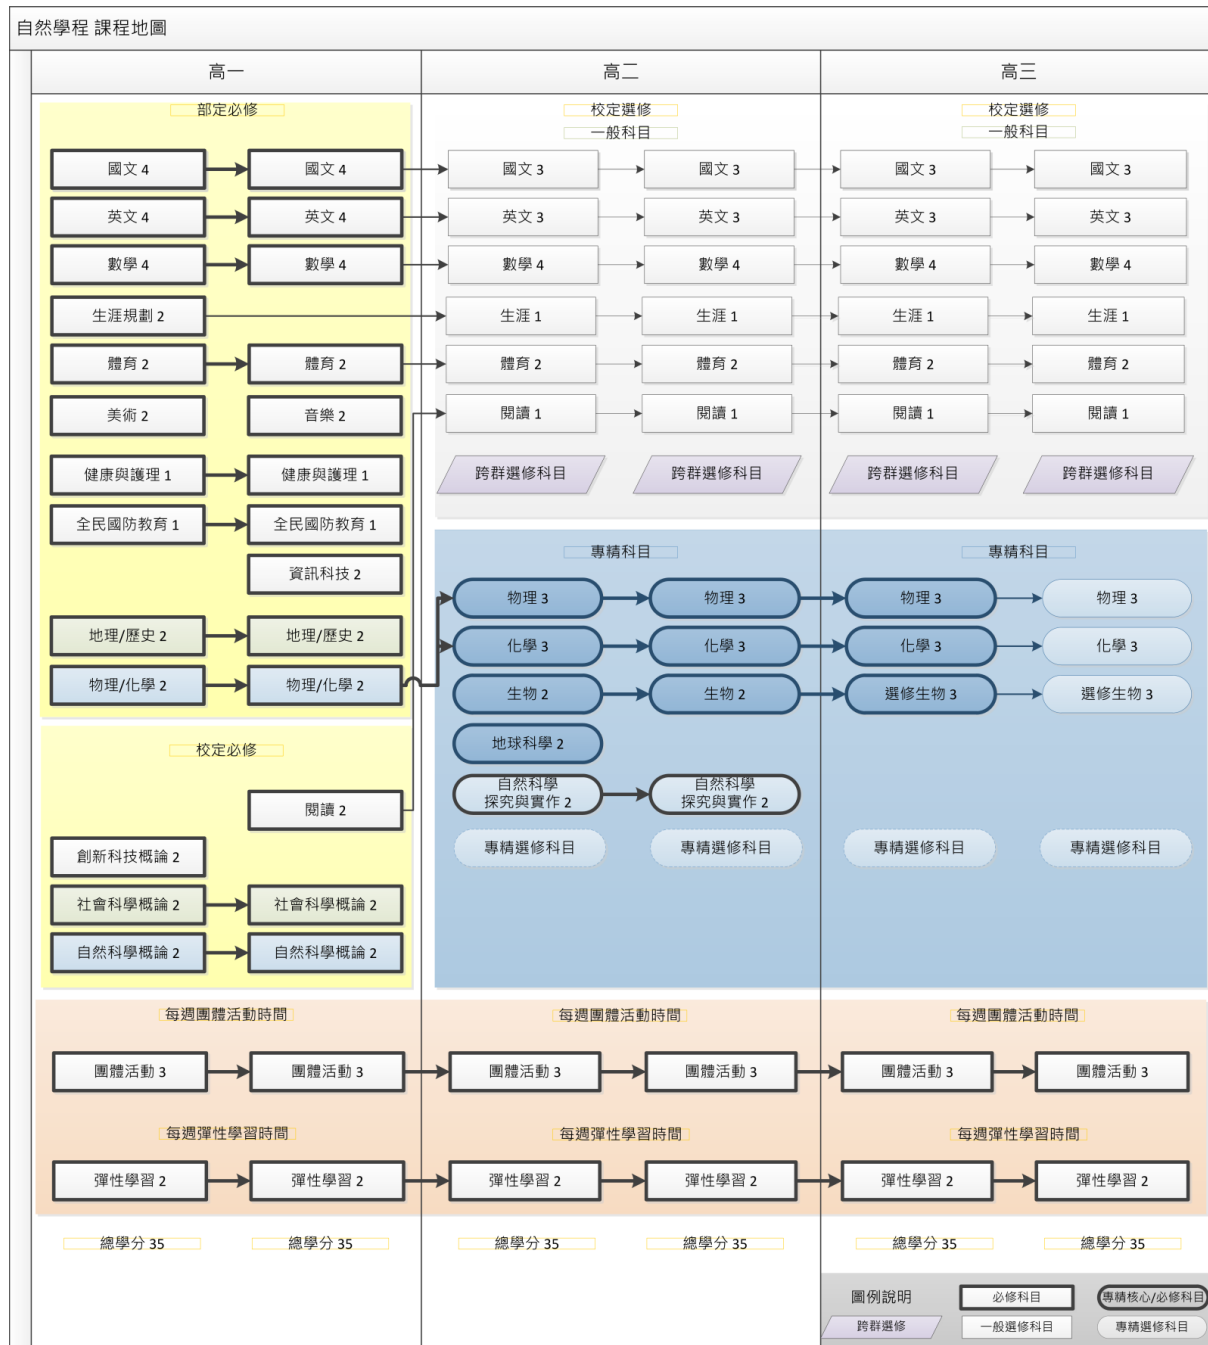 自然學程 課程地圖
高一 高二 高三
部定必修 校定選修 校定選修
一般科目 一般科目
國文 4 國文 4 國文 3 國文 3 國文 3 國文 3
英文 4 英文 4 英文 3 英文 3 英文 3 英文 3
數學 4 數學 4 數學 4 數學 4 數學 4 數學 4
生涯規劃 2 生涯 1 生涯 1 生涯 1 生涯 1
體育 2 體育 2 體育 2 體育 2 體育 2 體育 2
美術 2 音樂 2 閱讀 1 閱讀 1 閱讀 1 閱讀 1
健康與護理 1 健康與護理 1 跨群選修科目 跨群選修科目 跨群選修科目 跨群選修科目
全民國防教育 1 全民國防教育 1
專精科目 專精科目
資訊科技 2
物理 3 物理 3 物理 3 物理 3
地理/歷史 2 地理/歷史 2 化學 3 化學 3 化學 3 化學 3
物理/化學 2 物理/化學 2 生物 2 生物 2 選修生物 3 選修生物 3
校定必修 地球科學 2
自然科學 自然科學
探究與實作 2 探究與實作 2
閱讀 2
創新科技概論 2 專精選修科目 專精選修科目 專精選修科目 專精選修科目
社會科學概論 2 社會科學概論 2
自然科學概論 2 自然科學概論 2
每週團體活動時間 每週團體活動時間 每週團體活動時間
團體活動 3 團體活動 3 團體活動 3 團體活動 3 團體活動 3 團體活動 3
每週彈性學習時間 每週彈性學習時間 每週彈性學習時間
彈性學習 2 彈性學習 2 彈性學習 2 彈性學習 2 彈性學習 2 彈性學習 2
總學分 35 總學分 35 總學分 35 總學分 35 總學分 35 總學分 35
圖例說明 必修科目 專精核心/必修科目
跨群選修 一般選修科目 專精選修科目